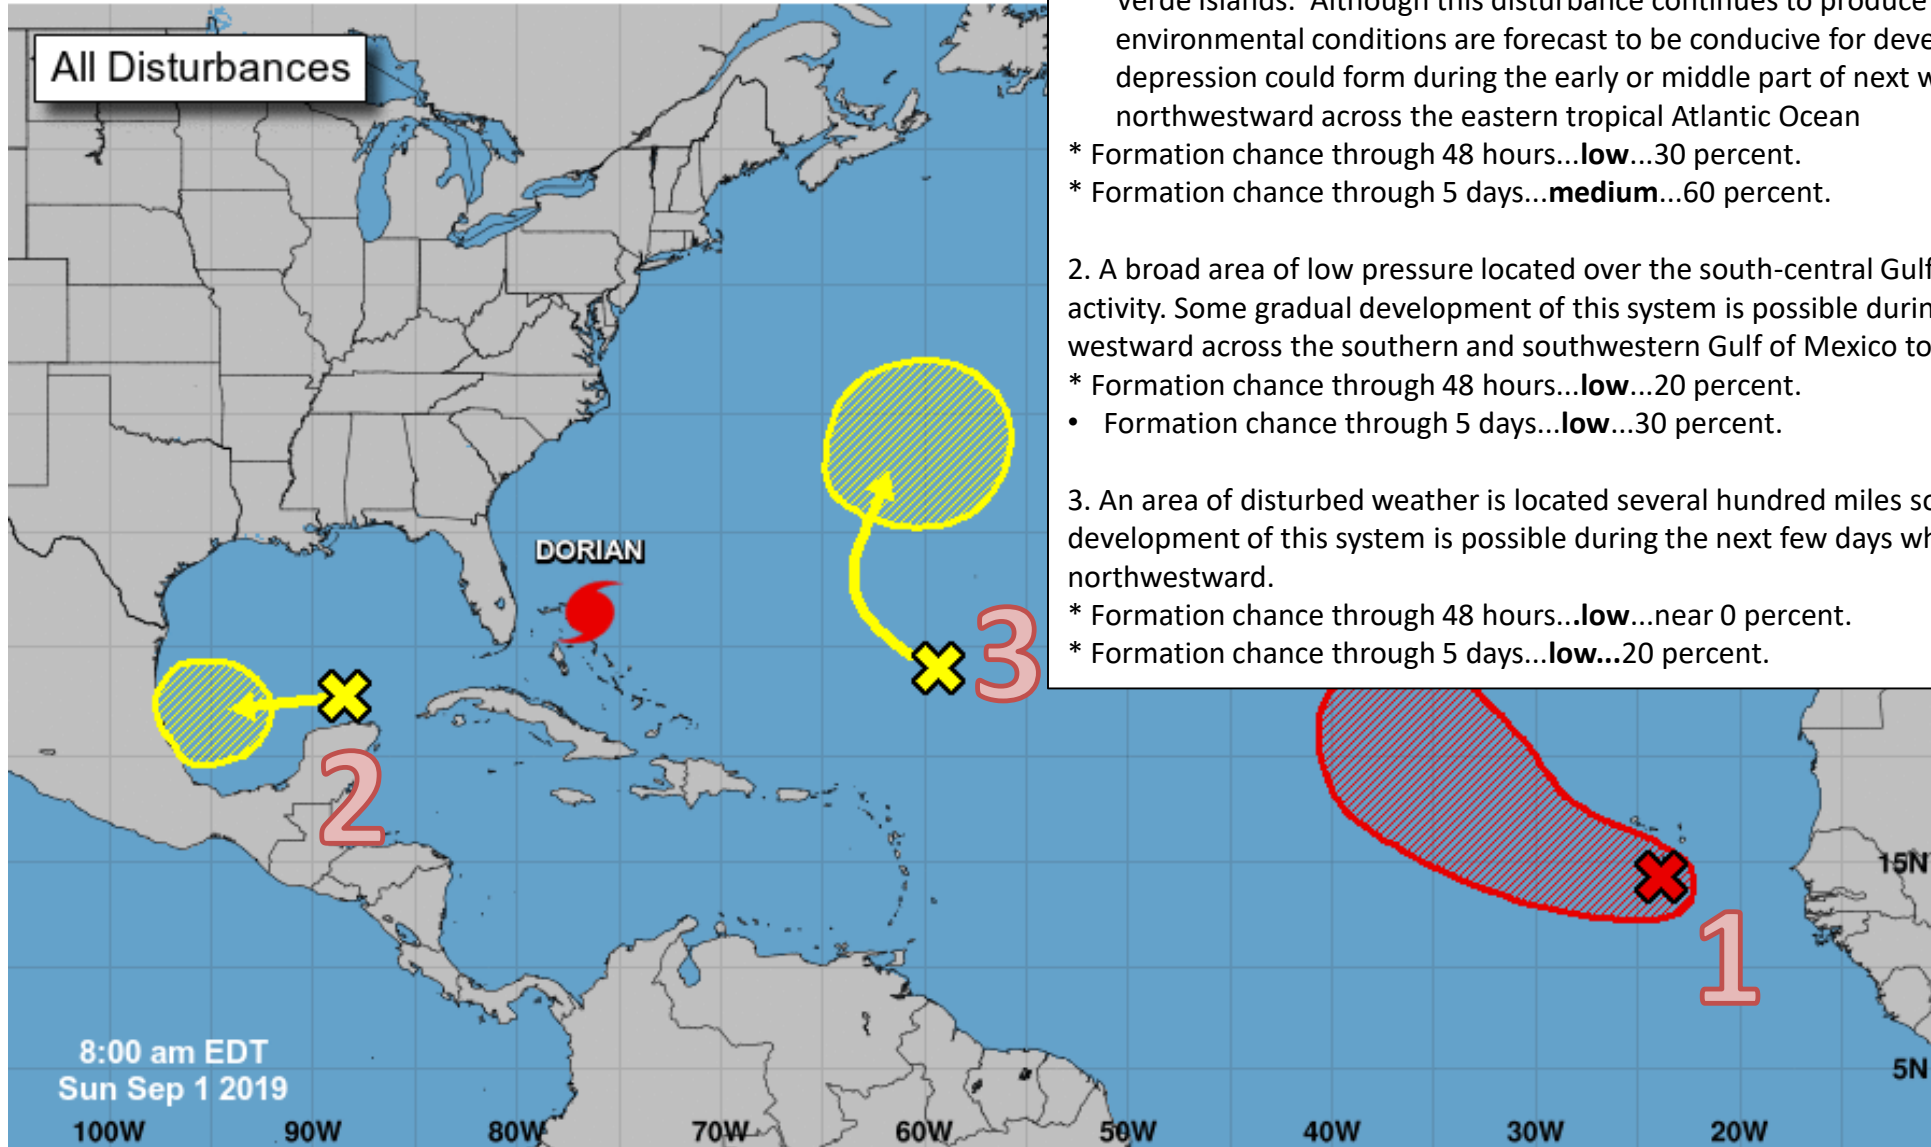 All Disturbances
Verde Islands. Although this disturbance continues to produce
environmental conditions are forecast to be conducive for deve
depression could form during the early or middle part of next w
northwestward across the eastern tropical Atlantic Ocean
* Formation chance through 48 hours...low...30 percent.
* Formation chance through 5 days...medium...60 percent.
2. A broad area of low pressure located over the south-central Gulf
activity. Some gradual development of this system is possible durin
westward across the southern and southwestern Gulf of Mexico to
* Formation chance through 48 hours...low...20 percent.
• Formation chance through 5 days...low...30 percent.
3. An area of disturbed weather is located several hundred miles so
development of this system is possible during the next few days wh
northwestward.
* Formation chance through 48 hours...low...near 0 percent.
* Formation chance through 5 days...low...20 percent.
DORIAN
3
2
1
15N
5N
8:00 am EDT
Sun Sep 1 2019
100W 90W 80W 70W 60W 50W 40W 30W 20W